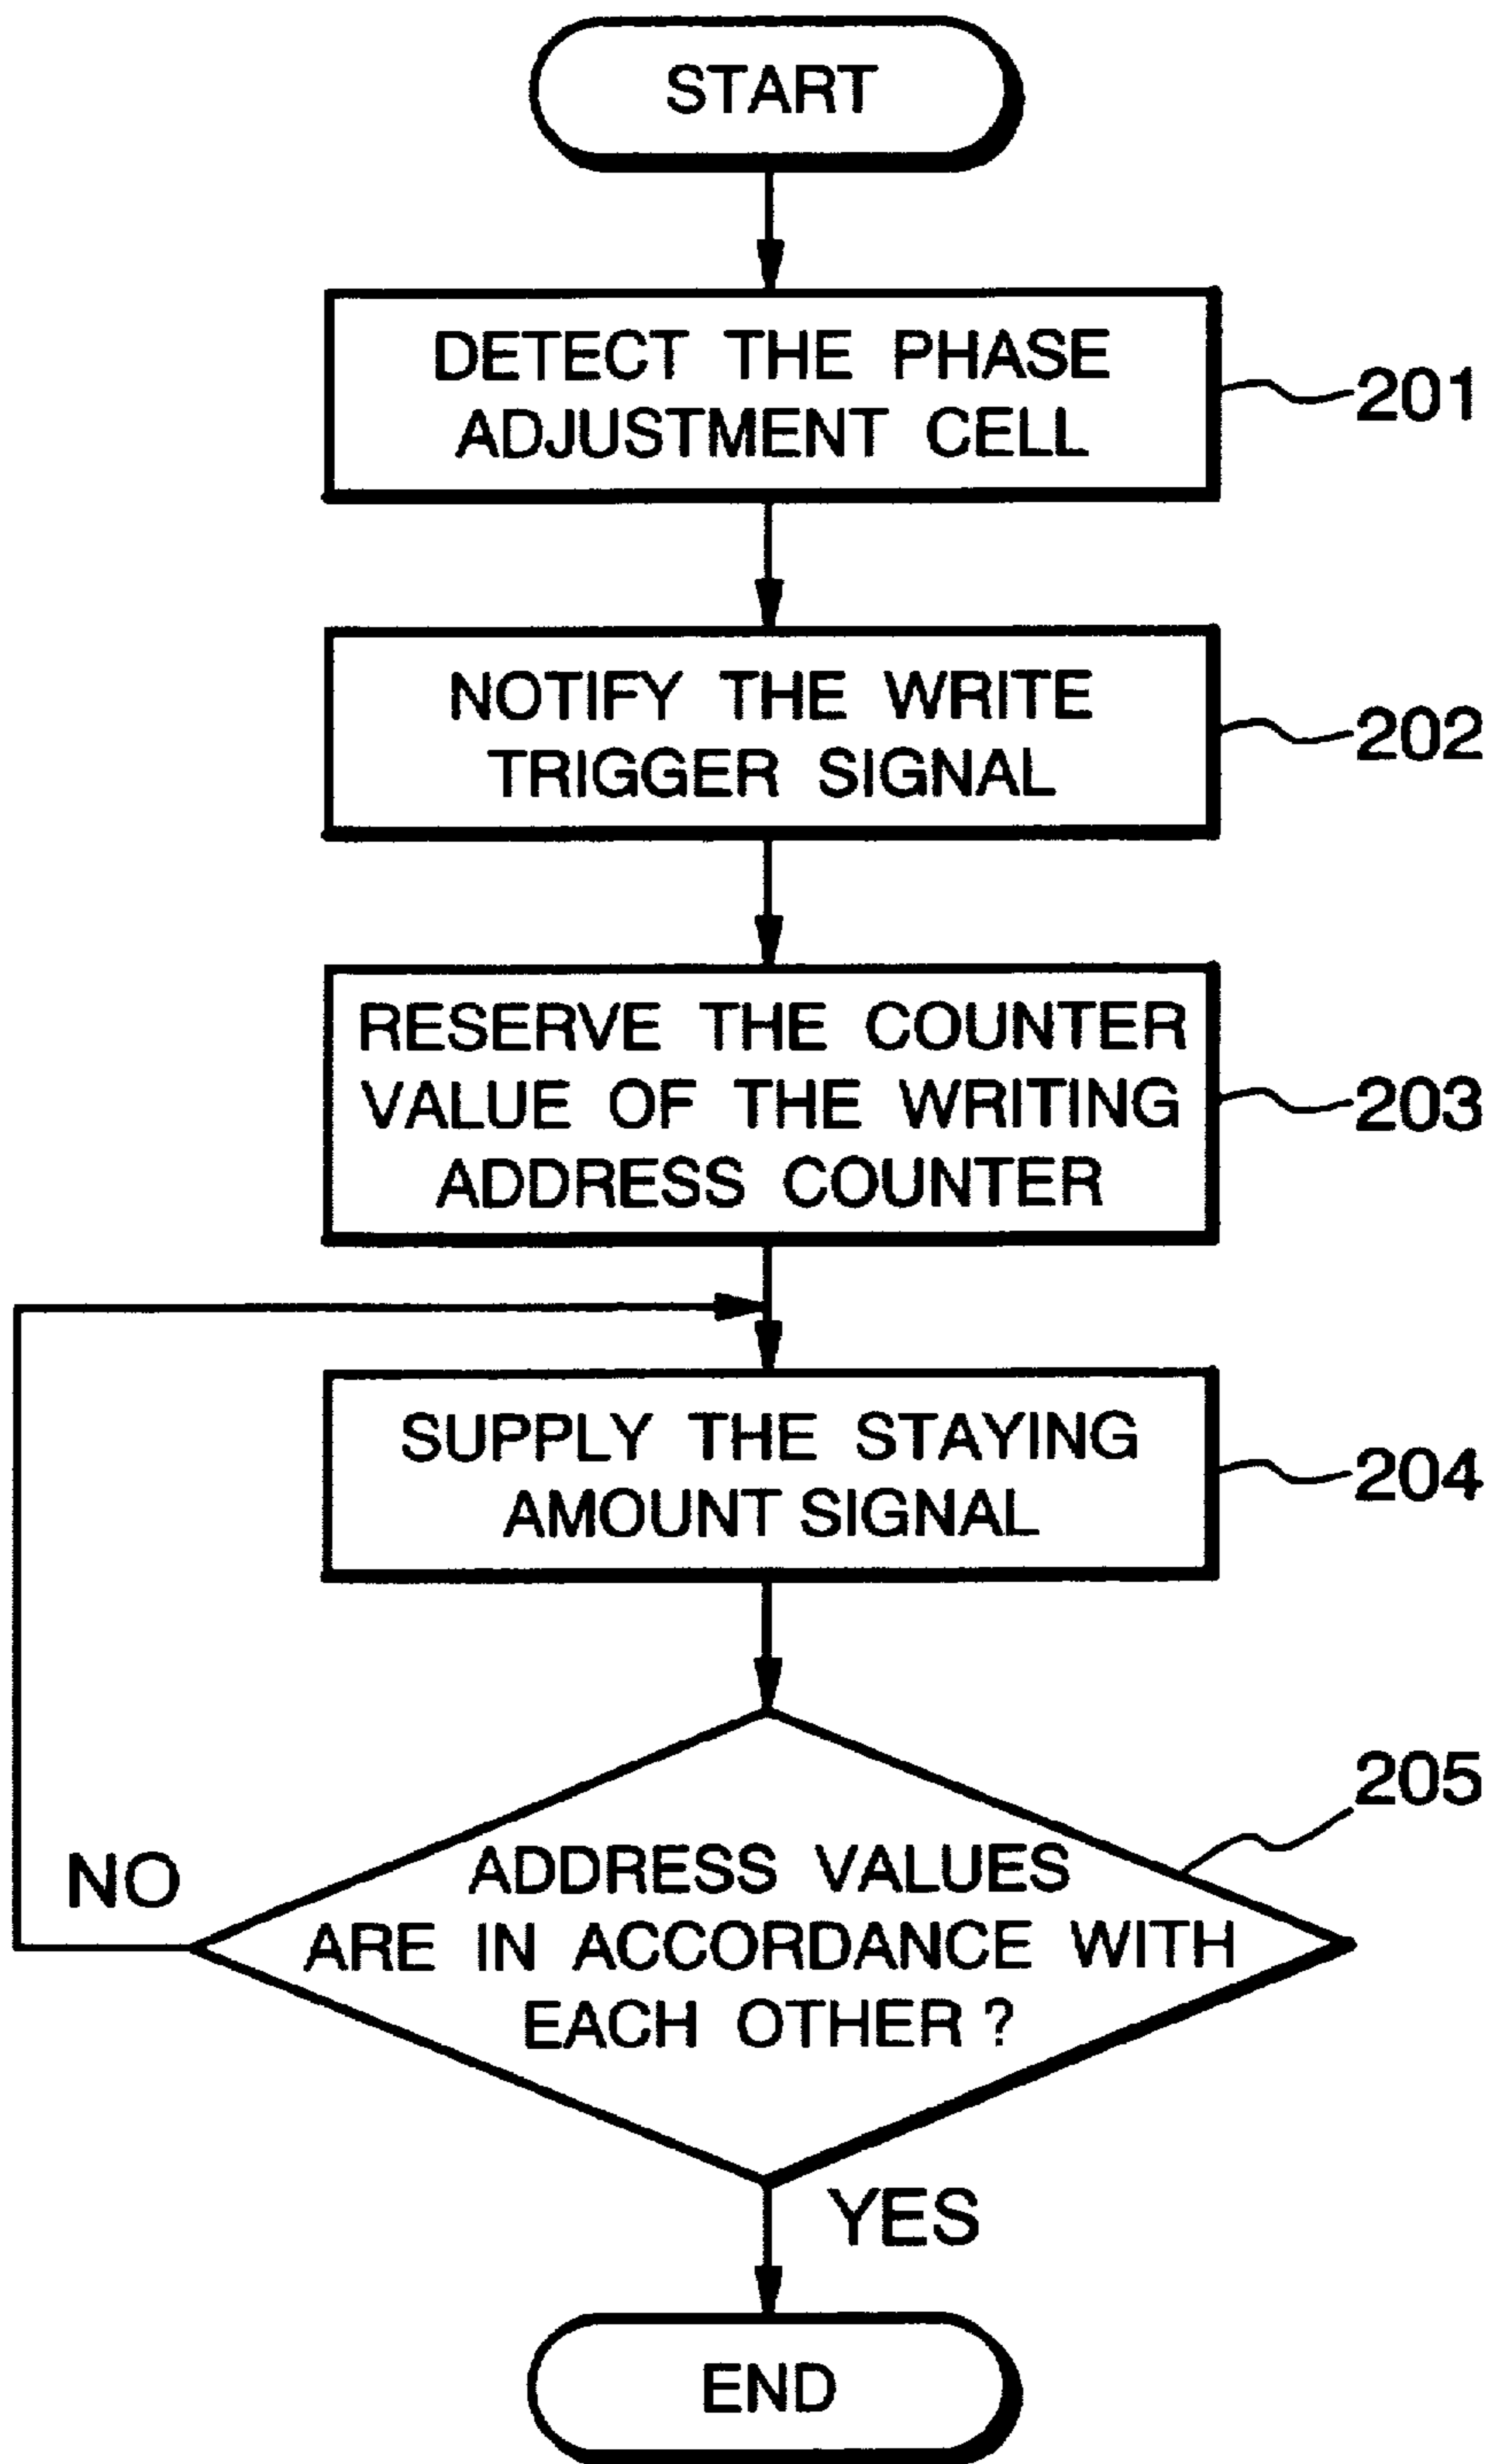 START
DETECT THE PHASE
ADJUSTMENT CELL
201
NOTIFY THE WRITE
TRIGGER SIGNAL
202
RESERVE THE COUNTER
VALUE OF THE WRITING
ADDRESS COUNTER
203
SUPPLY THE STAYING
AMOUNT SIGNAL
204
205
NO
ADDRESS VALUES
ARE IN ACCORDANCE WITH
EACH OTHER ?
YES
END